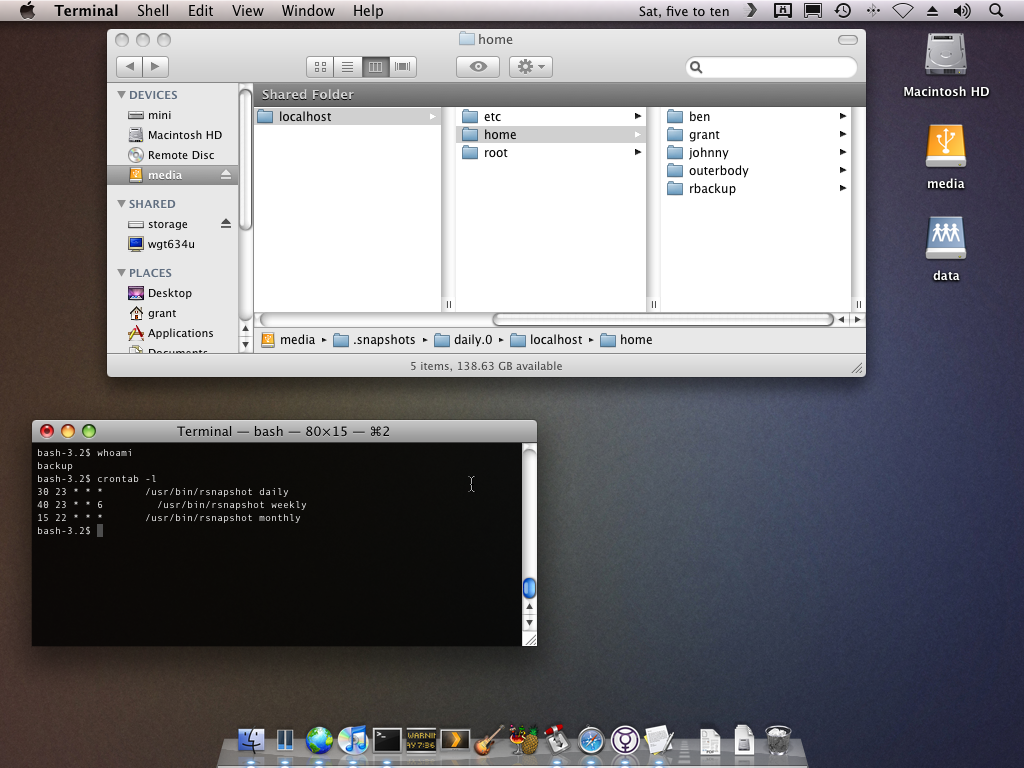 Terminal Shell Edit View Window Help Sat, five to ten
home
Shared Folder
DEVICES
mini
Macintosh HD
Remote Disc
media
SHARED
storage
wgt634u
PLACES
Desktop
grant
Applications
Documents
localhost
etc
home
root
ben
grant
johnny
outerbody
rbackup
media ▸ .snapshots ▸ daily.0 ▸ localhost ▸ home
5 items, 138.63 GB available
Macintosh HD
media
data
Terminal — bash — 80×15 — ⌘2
bash-3.2$ whoami
backup
bash-3.2$ crontab -l
30 23 * * * /usr/bin/rsnapshot daily
40 23 * * 6 /usr/bin/rsnapshot weekly
15 22 * * * /usr/bin/rsnapshot monthly
bash-3.2$